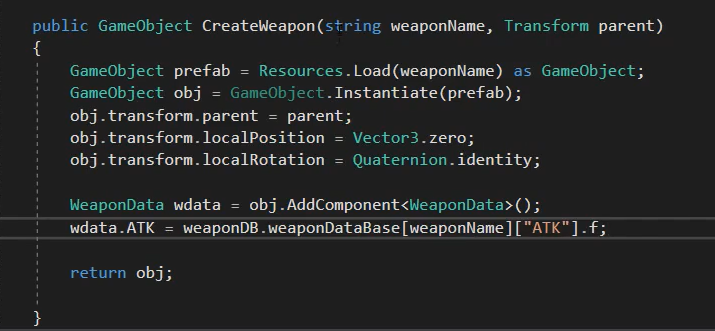 public GameObject CreateWeapon(string weaponName, Transform parent)
{
GameObject prefab = Resources.Load(weaponName) as GameObject;
GameObject obj = GameObject.Instantiate(prefab);
obj.transform.parent = parent;
obj.transform.localPosition = Vector3.zero;
obj.transform.localRotation = Quaternion.identity;
WeaponData wdata = obj.AddComponent<WeaponData>();
wdata.ATK = weaponDB.weaponDataBase[weaponName]["ATK"].f;
return obj;
}